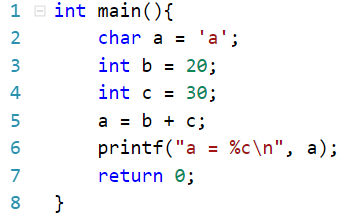 1 int main(){
2 char a = 'a';
3 int b = 20;
4 int c = 30;
5 a = b + c;
6 printf("a = %c\n", a);
7 return 0;
8 }